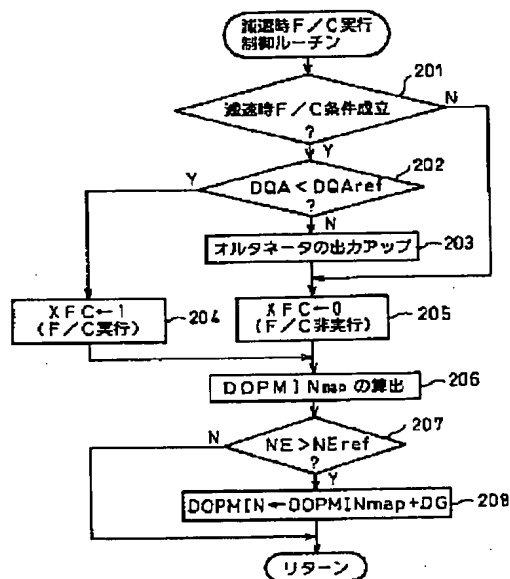 減速時F/C実行
制御ルーチン
201
減速時F/C条件成立
?
N
Y
202
DQA<DQAref
?
Y
N
オルタネータの出力アップ
203
XFC←1
(F/C実行)
204
XFC←0
(F/C非実行)
205
DOPMINmapの算出
206
207
NE>NEref
?
N
Y
DOPMIN←DOPMINmap+DG
208
リターン